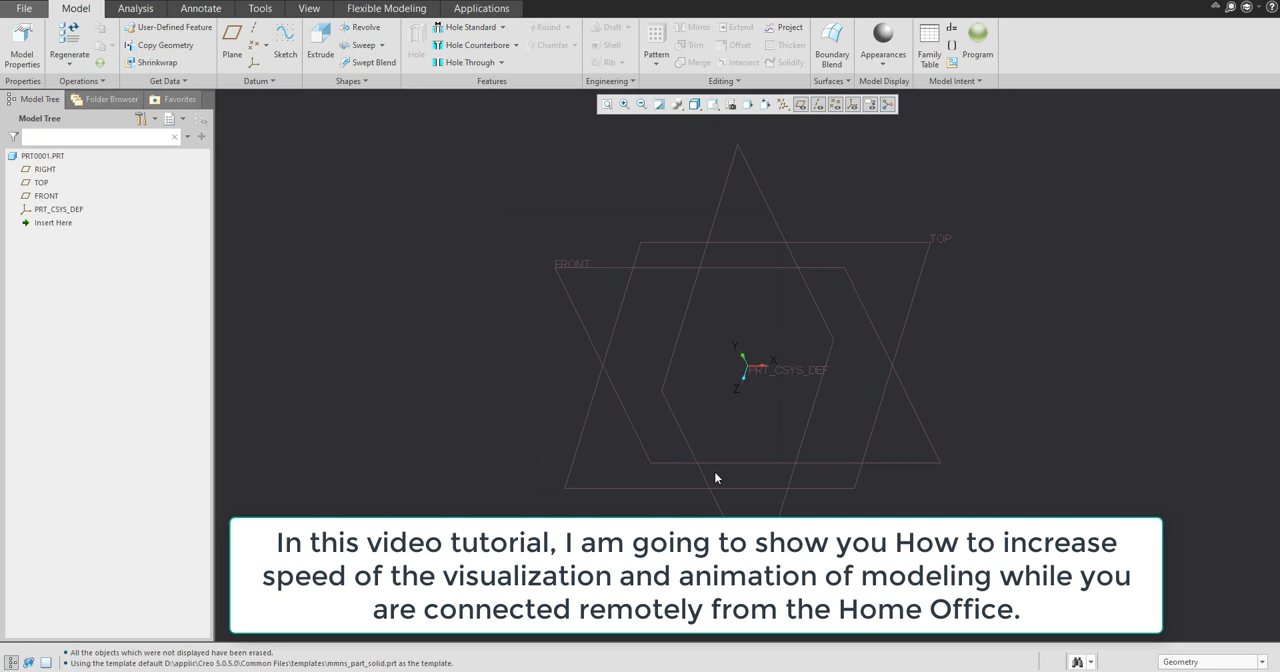 File Model Analysis Annotate Tools View Flexible Modeling Applications
Model Properties
Regenerate
User-Defined Feature
Copy Geometry
Shrinkwrap
Plane
Sketch
Extrude
Revolve
Sweep
Swept Blend
Hole
Hole Standard
Hole Counterbore
Hole Through
Round
Chamfer
Draft
Shell
Rib
Pattern
Mirror
Trim
Merge
Extend
Offset
Intersect
Project
Thicken
Solidify
Boundary Blend
Appearances
Family Table
d=
Program
Properties Operations Get Data Datum Shapes Features Engineering Editing Surfaces Model Display Model Intent
Model Tree Folder Browser Favorites
Model Tree
PRT0001.PRT
RIGHT
TOP
FRONT
PRT_CSYS_DEF
Insert Here
TOP
FRONT
Y
X
PRT_CSYS_DEF
Z
In this video tutorial, I am going to show you How to increase
speed of the visualization and animation of modeling while you
are connected remotely from the Home Office.
• All the objects which were not displayed have been erased.
• Using the template default D:\applic\Creo 5.0.5.0\Common Files\templates\mmns_part_solid.prt as the template.
Geometry